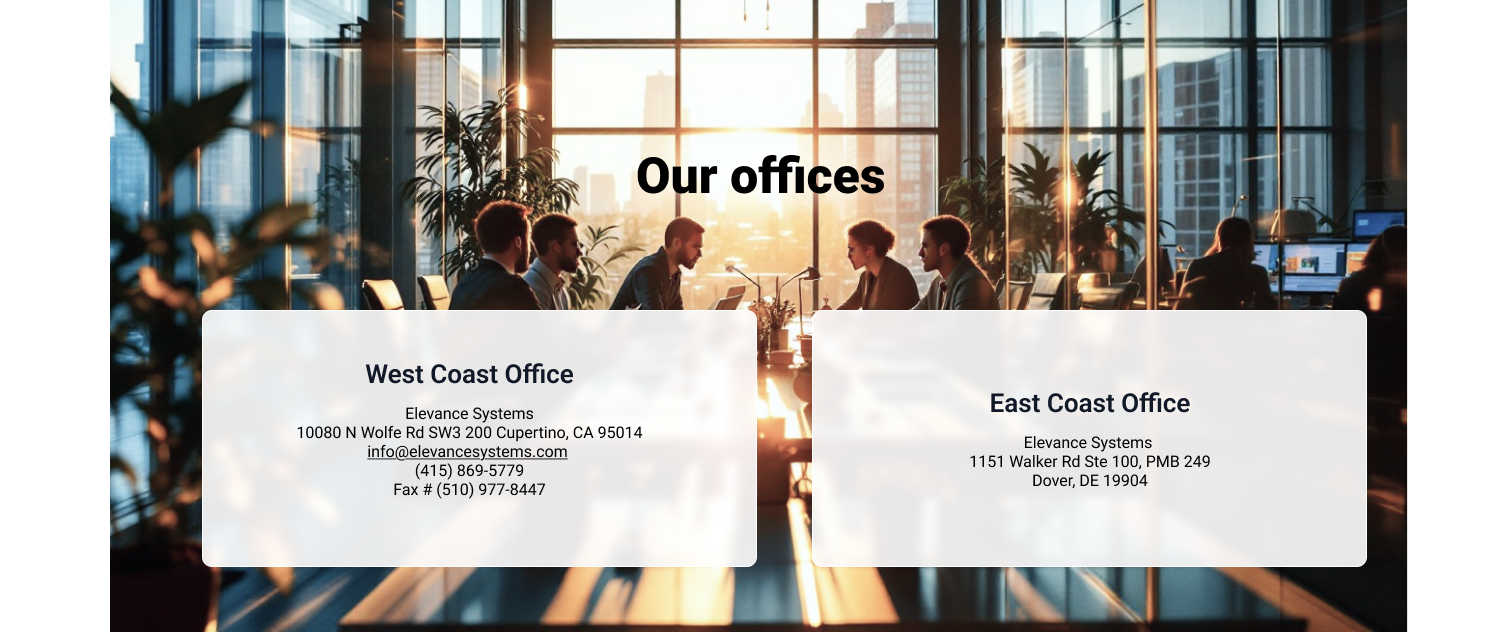 Our offices
West Coast Office
Elevance Systems
10080 N Wolfe Rd SW3 200 Cupertino, CA 95014
info@elevancesystems.com
(415) 869-5779
Fax # (510) 977-8447
East Coast Office
Elevance Systems
1151 Walker Rd Ste 100, PMB 249
Dover, DE 19904